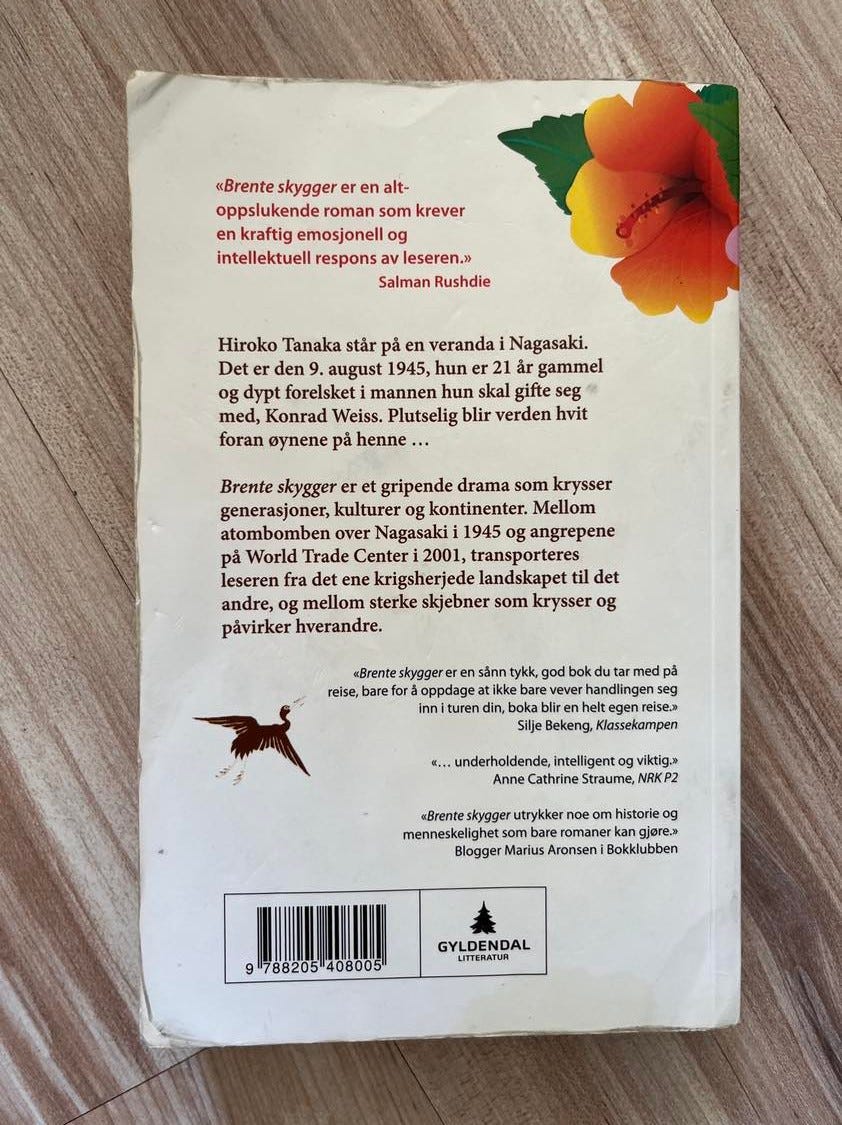 «Brente skygger er en alt-
oppslukende roman som krever
en kraftig emosjonell og
intellektuell respons av leseren.»
Salman Rushdie
Hiroko Tanaka står på en veranda i Nagasaki.
Det er den 9. august 1945, hun er 21 år gammel
og dypt forelsket i mannen hun skal gifte seg
med, Konrad Weiss. Plutselig blir verden hvit
foran øynene på henne …
Brente skygger er et gripende drama som krysser
generasjoner, kulturer og kontinenter. Mellom
atombomben over Nagasaki i 1945 og angrepene
på World Trade Center i 2001, transporteres
leseren fra det ene krigsherjede landskapet til det
andre, og mellom sterke skjebner som krysser og
påvirker hverandre.
«Brente skygger er en sånn tykk, god bok du tar med på
reise, bare for å oppdage at ikke bare vever handlingen seg
inn i turen din, boka blir en helt egen reise.»
Silje Bekeng, Klassekampen
«… underholdende, intelligent og viktig.»
Anne Cathrine Straume, NRK P2
«Brente skygger utrykker noe om historie og
menneskelighet som bare romaner kan gjøre.»
Blogger Marius Aronsen i Bokklubben
9 788205 408005
GYLDENDAL
LITTERATUR